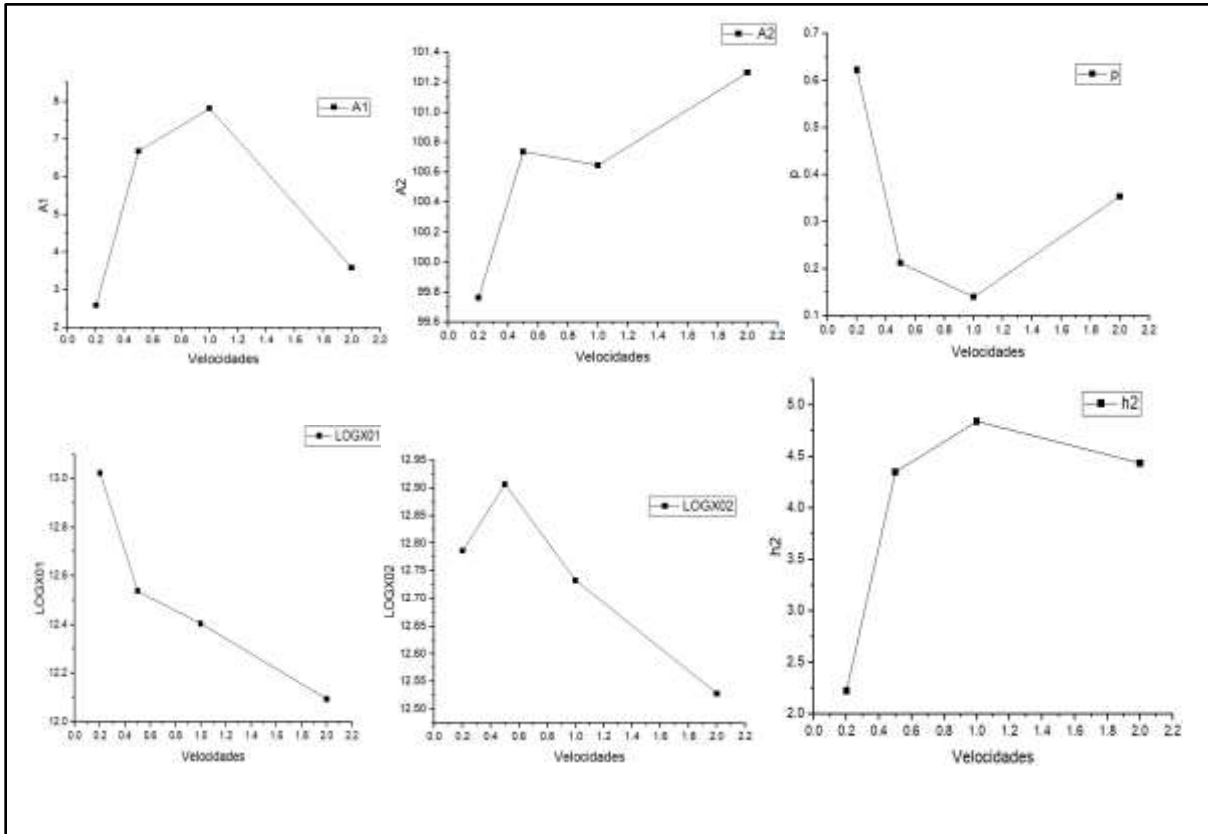 A1
8
7
6
5
4
3
2
A1
0.0 0.2 0.4 0.6 0.8 1.0 1.2 1.4 1.6 1.8 2.0 2.2
Velocidades
A2
101.4
101.2
101.0
100.8
100.6
100.4
100.2
100.0
99.8
99.6
A2
0.0 0.2 0.4 0.6 0.8 1.0 1.2 1.4 1.6 1.8 2.0 2.2
Velocidades
p
0.7
0.6
0.5
0.4
0.3
0.2
0.1
p
0.0 0.2 0.4 0.6 0.8 1.0 1.2 1.4 1.6 1.8 2.0 2.2
Velocidades
LOGX01
13.0
12.8
12.6
12.4
12.2
12.0
LOGX01
0.0 0.2 0.4 0.6 0.8 1.0 1.2 1.4 1.6 1.8 2.0 2.2
Velocidades
LOGX02
12.95
12.90
12.85
12.80
12.75
12.70
12.65
12.60
12.55
12.50
LOGX02
0.0 0.2 0.4 0.6 0.8 1.0 1.2 1.4 1.6 1.8 2.0 2.2
Velocidades
h2
5.0
4.5
4.0
3.5
3.0
2.5
2.0
h2
0.0 0.2 0.4 0.6 0.8 1.0 1.2 1.4 1.6 1.8 2.0 2.2
Velocidades